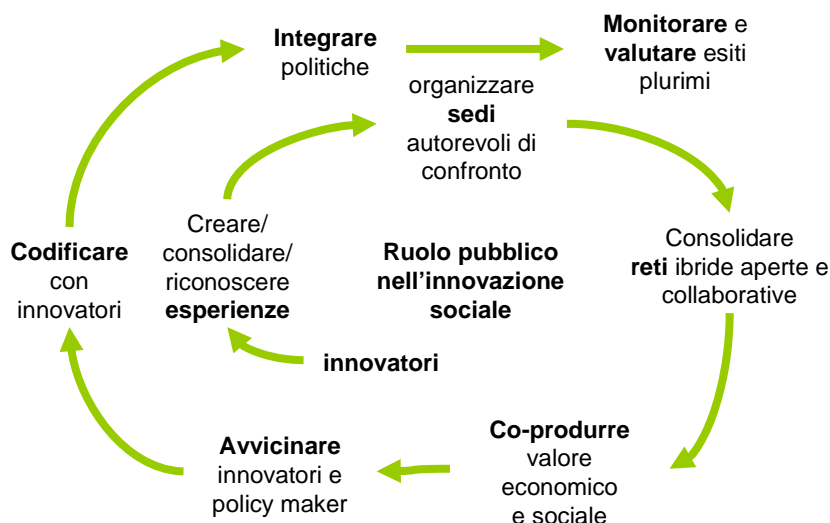 Integrare
politiche
Monitorare e
valutare esiti
plurimi
organizzare
sedi
autorevoli di
confronto
Creare/
consolidare/
riconoscere
esperienze
Codificare
con
innovatori
Ruolo pubblico
nell'innovazione
sociale
Consolidare
reti ibride aperte e
collaborative
innovatori
Avvicinare
innovatori e
policy maker
Co-produrre
valore
economico
e sociale